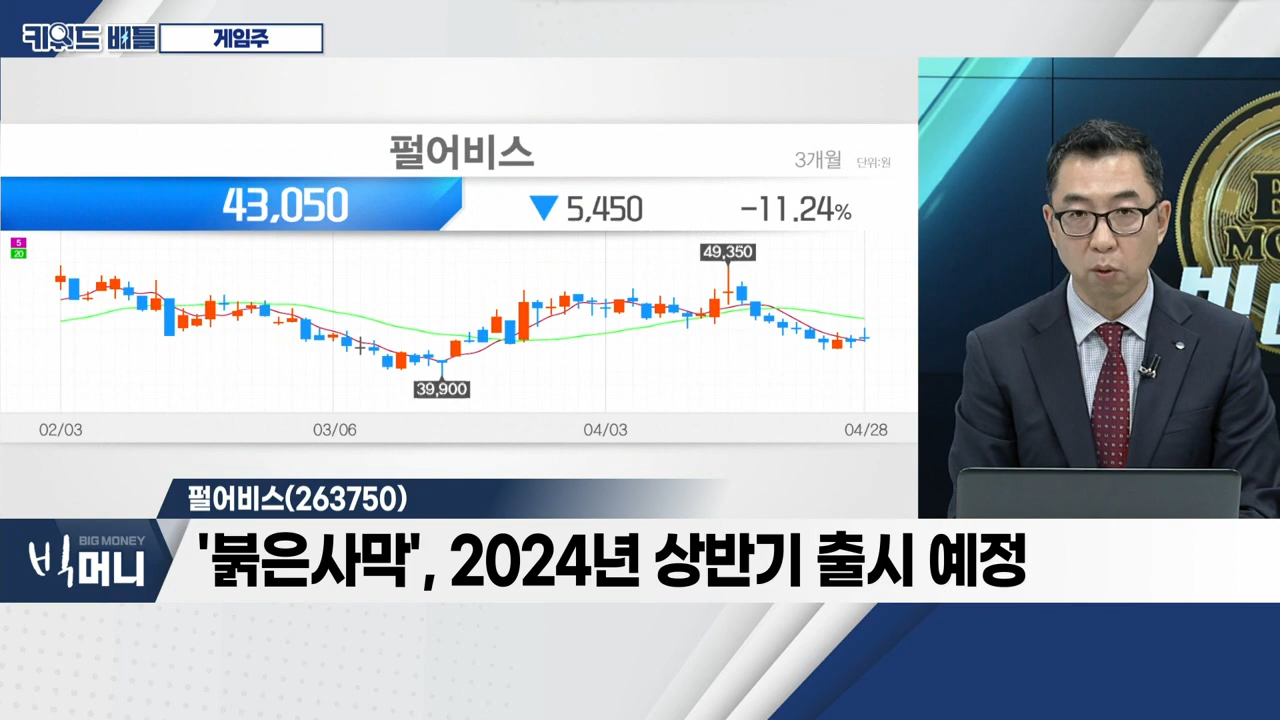 키워드 배틀
게임주
펄어비스
3개월 단위:원
43,050 ▼ 5,450 -11.24%
5
20
49,350
39,900
02/03 03/06 04/03 04/28
펄어비스(263750)
BIG MONEY
빅머니
'붉은사막', 2024년 상반기 출시 예정